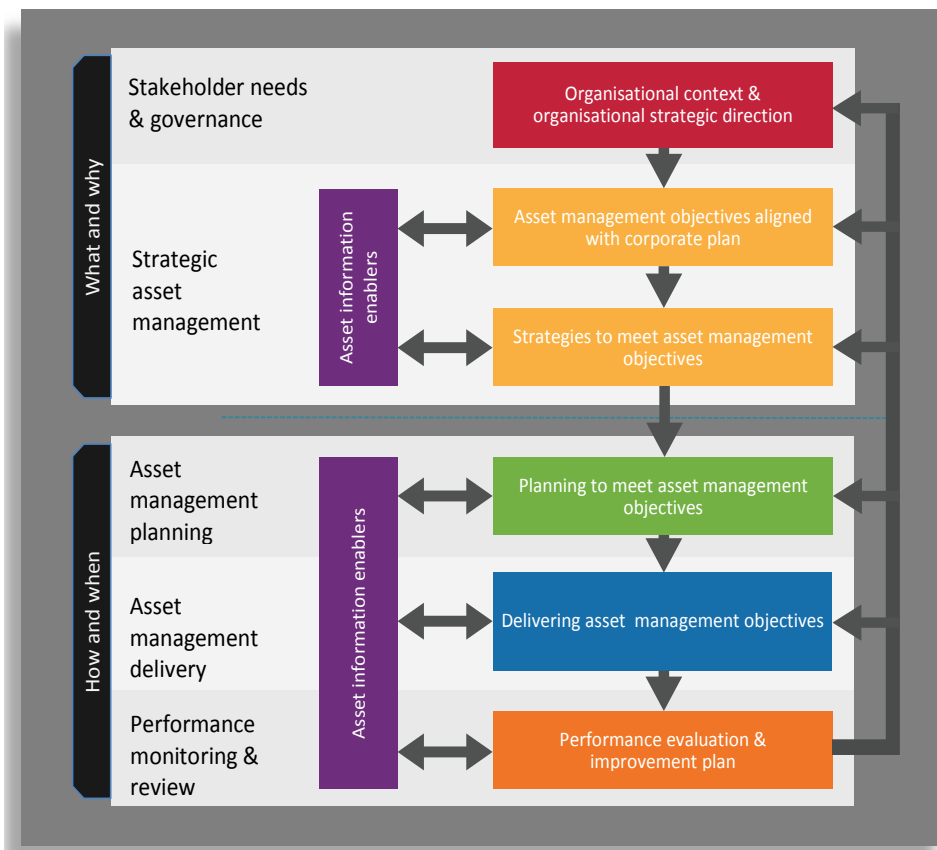 What and why
Stakeholder needs
& governance
Organisational context &
organisational strategic direction
Strategic
asset
management
Asset information
enablers
Asset management objectives aligned
with corporate plan
Strategies to meet asset management
objectives
How and when
Asset
management
planning
Asset information enablers
Planning to meet asset management
objectives
Asset
management
delivery
Delivering asset management objectives
Performance
monitoring &
review
Performance evaluation &
improvement plan